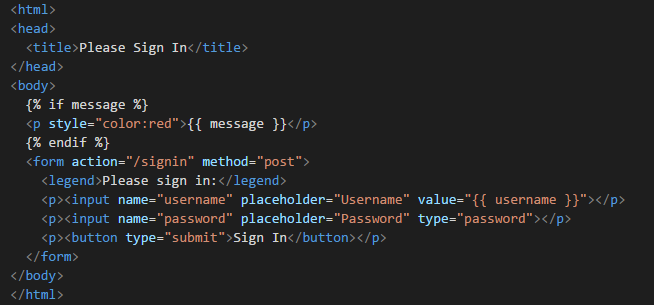 <html>
<head>
  <title>Please Sign In</title>
</head>
<body>
  {% if message %}
  <p style="color:red">{{ message }}</p>
  {% endif %}
  <form action="/signin" method="post">
    <legend>Please sign in:</legend>
    <p><input name="username" placeholder="Username" value="{{ username }}"></p>
    <p><input name="password" placeholder="Password" type="password"></p>
    <p><button type="submit">Sign In</button></p>
  </form>
</body>
</html>